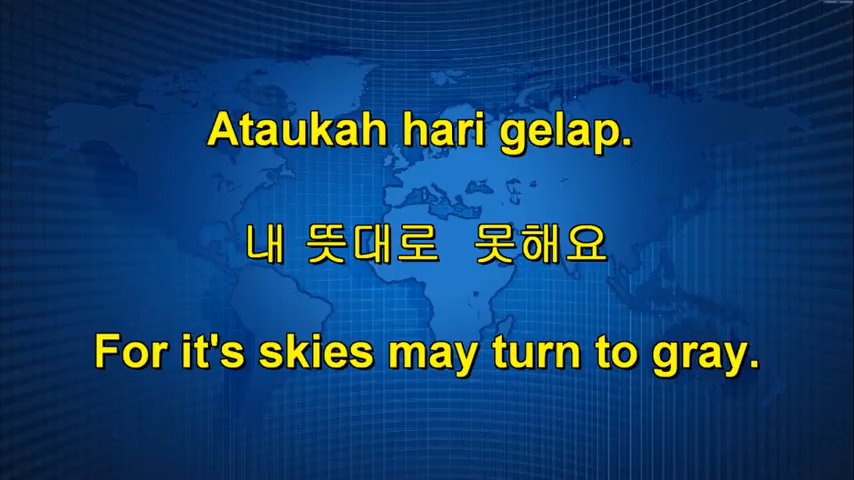 Ataukah hari gelap.
내 뜻대로 못해요
For it's skies may turn to gray.